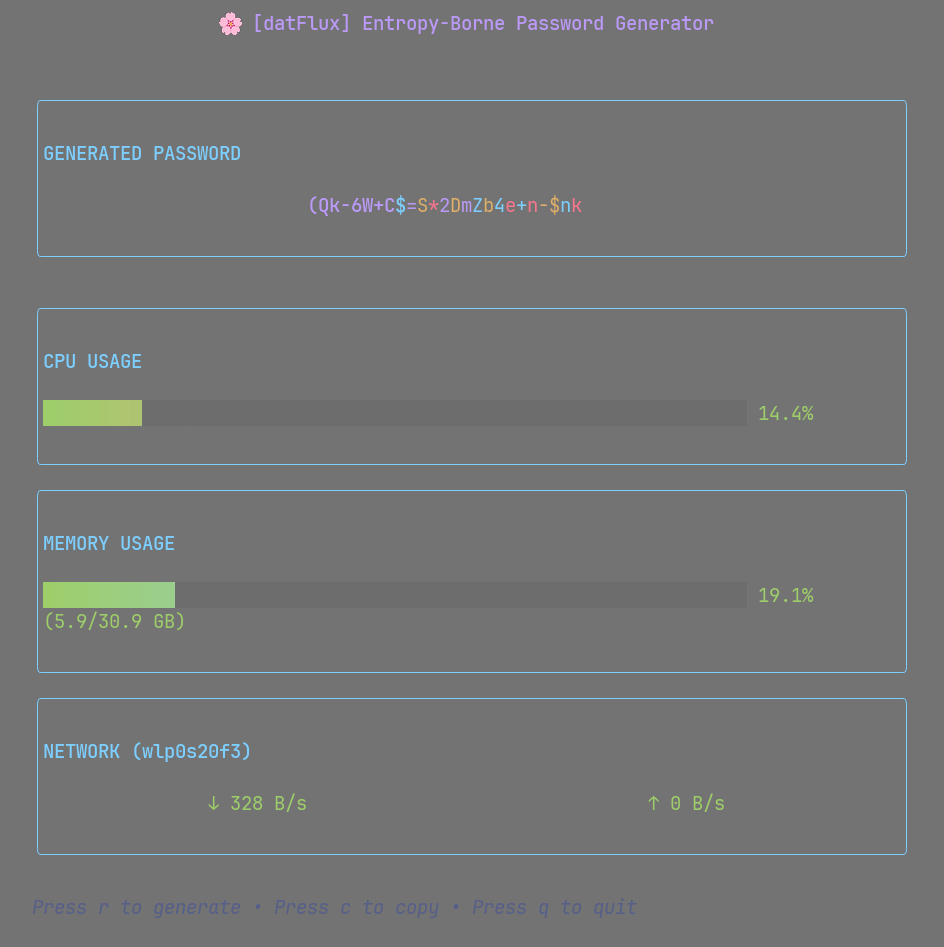 🌸 [datFlux] Entropy-Borne Password Generator
GENERATED PASSWORD
(Qk-6W+C$=S*2DmZb4e+n-$nk
CPU USAGE
14.4%
MEMORY USAGE
19.1%
(5.9/30.9 GB)
NETWORK (wlp0s20f3)
↓ 328 B/s ↑ 0 B/s
Press r to generate • Press c to copy • Press q to quit